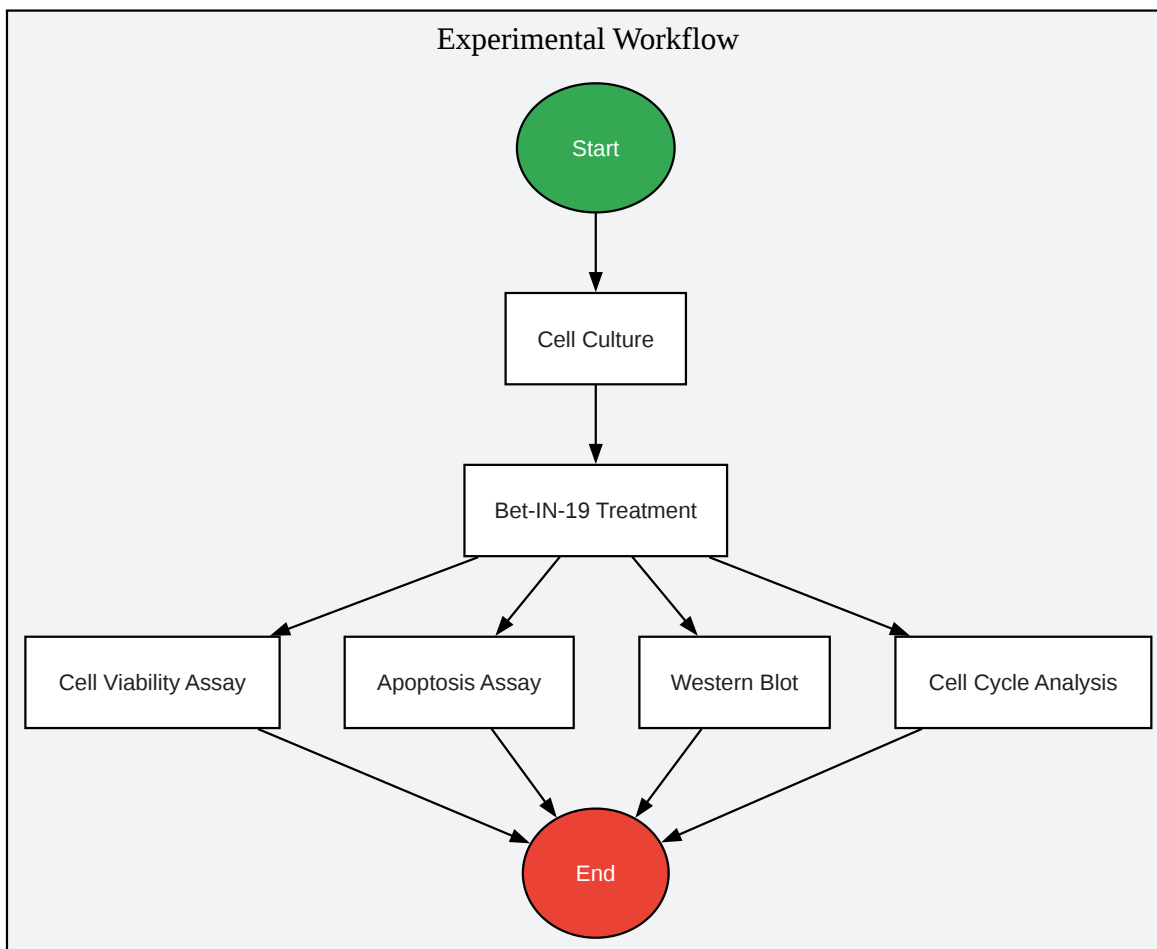 Experimental Workflow
Start
Cell Culture
Bet-IN-19 Treatment
Cell Viability Assay
Apoptosis Assay
Western Blot
Cell Cycle Analysis
End